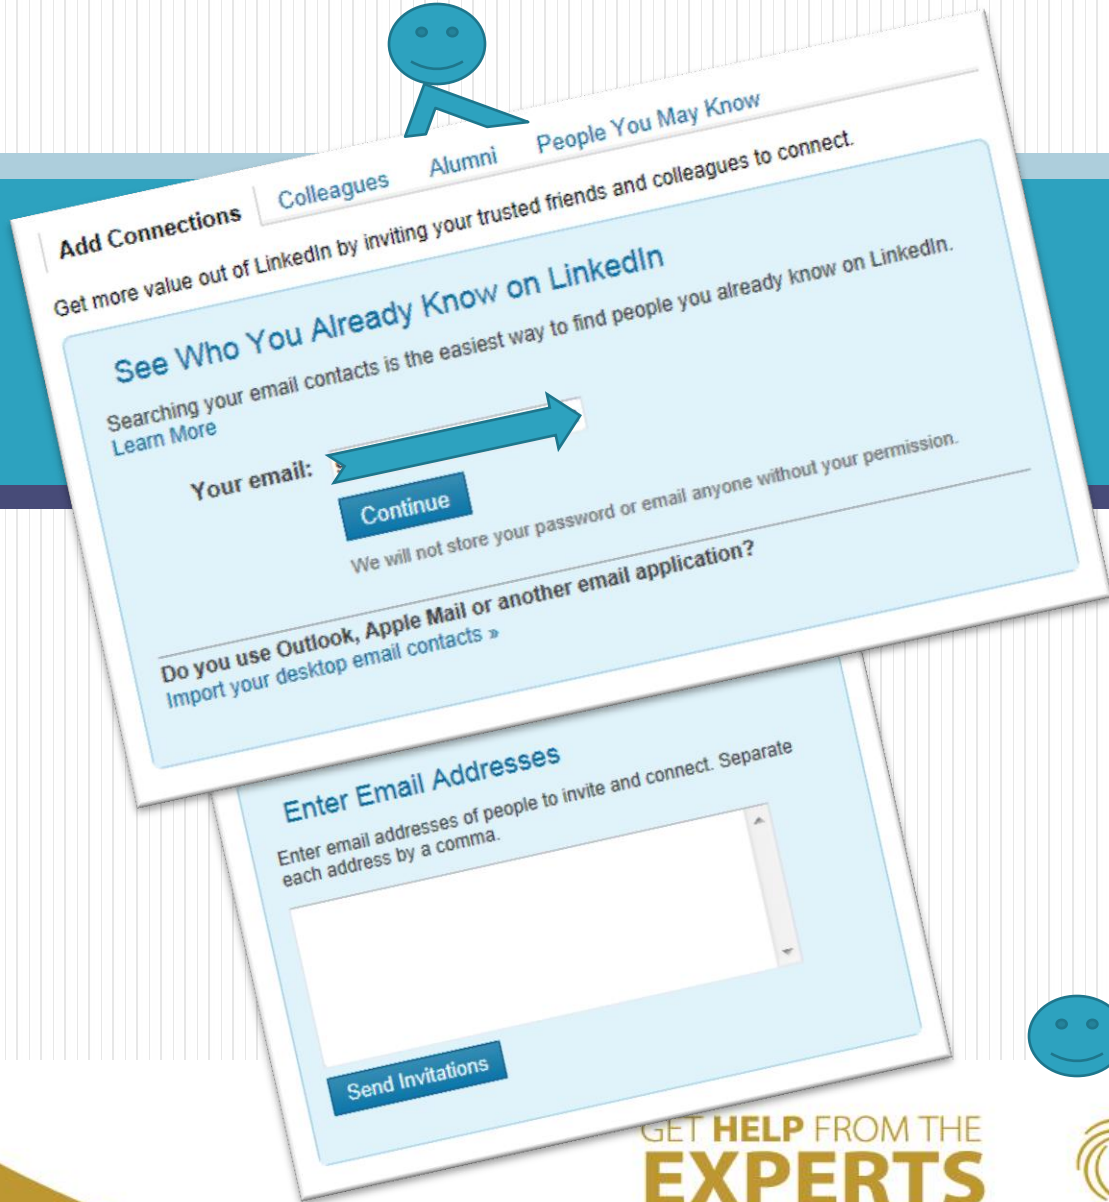 Add Connections Colleagues Alumni People You May Know
Get more value out of LinkedIn by inviting your trusted friends and colleagues to connect.
See Who You Already Know on LinkedIn
Searching your email contacts is the easiest way to find people you already know on LinkedIn.
Learn More
Your email:
Continue
We will not store your password or email anyone without your permission.
Do you use Outlook, Apple Mail or another email application?
Import your desktop email contacts »
Enter Email Addresses
Enter email addresses of people to invite and connect. Separate
each address by a comma.
Send Invitations
GET HELP FROM THE
EXPERTS